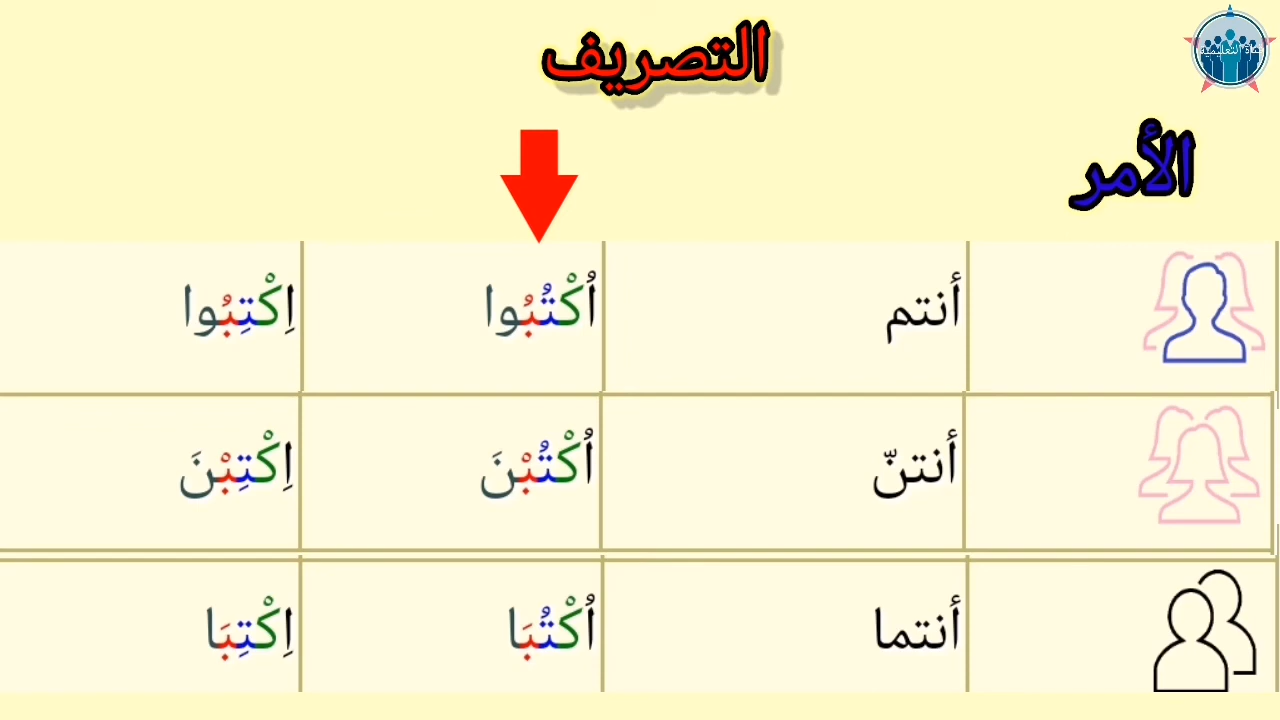 التصريف
الأمر
أنتم اُكْتُبُوا اِكْتِبُوا
أنتنّ اُكْتُبْنَ اِكْتِبْنَ
أنتما اُكْتُبَا اِكْتِبَا